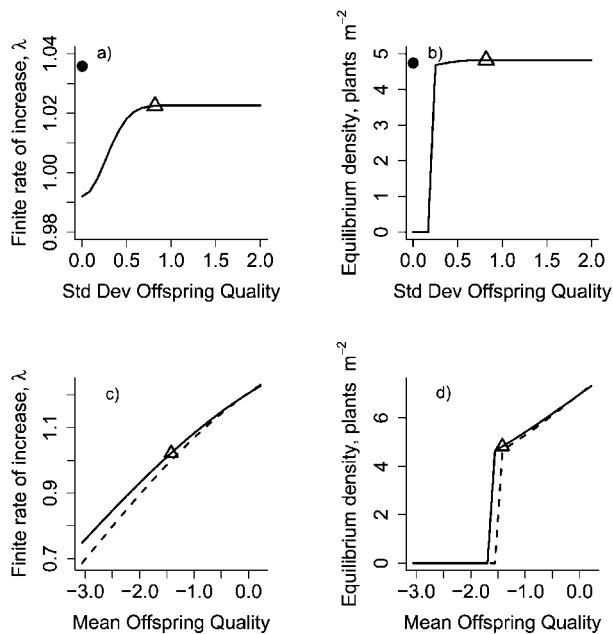 a)
Finite rate of increase, λ
0.98 1.00 1.02 1.04
0.0 0.5 1.0 1.5 2.0
Std Dev Offspring Quality
b)
Equilibrium density, plants m−2
0 1 2 3 4 5
0.0 0.5 1.0 1.5 2.0
Std Dev Offspring Quality
c)
Finite rate of increase, λ
0.7 0.9 1.1
−3.0 −2.0 −1.0 0.0
Mean Offspring Quality
d)
Equilibrium density, plants m−2
0 2 4 6
−3.0 −2.0 −1.0 0.0
Mean Offspring Quality